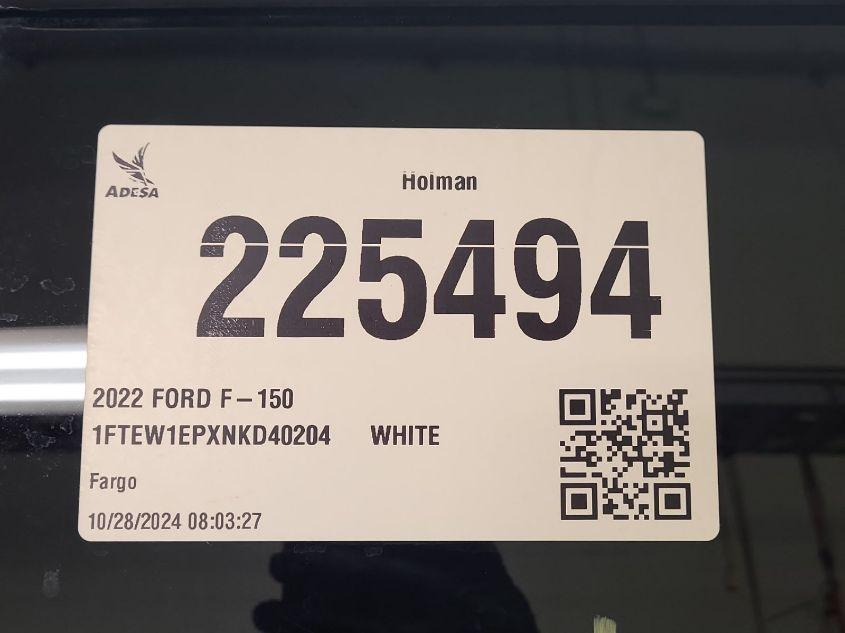 ADESA
Holman
225494
2022 FORD F-150
1FTEW1EPXNKD40204 WHITE
Fargo
10/28/2024 08:03:27